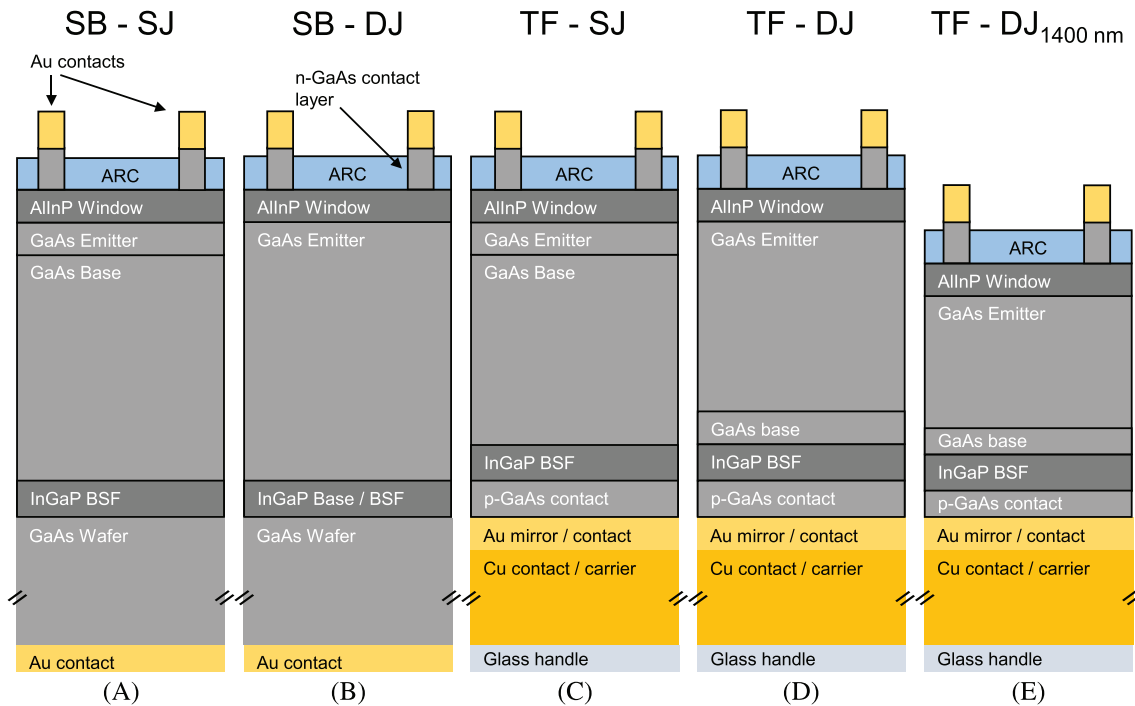 SB - SJ
SB - DJ
TF - SJ
TF - DJ
TF - DJ1400 nm
Au contacts
n-GaAs contact
layer
ARC
AlInP Window
GaAs Emitter
GaAs Base
InGaP BSF
GaAs Wafer
Au contact
(A)
ARC
AlInP Window
GaAs Emitter
InGaP Base / BSF
GaAs Wafer
Au contact
(B)
ARC
AlInP Window
GaAs Emitter
GaAs Base
InGaP BSF
p-GaAs contact
Au mirror / contact
Cu contact / carrier
Glass handle
(C)
ARC
AlInP Window
GaAs Emitter
GaAs base
InGaP BSF
p-GaAs contact
Au mirror / contact
Cu contact / carrier
Glass handle
(D)
ARC
AlInP Window
GaAs Emitter
GaAs base
InGaP BSF
p-GaAs contact
Au mirror / contact
Cu contact / carrier
Glass handle
(E)